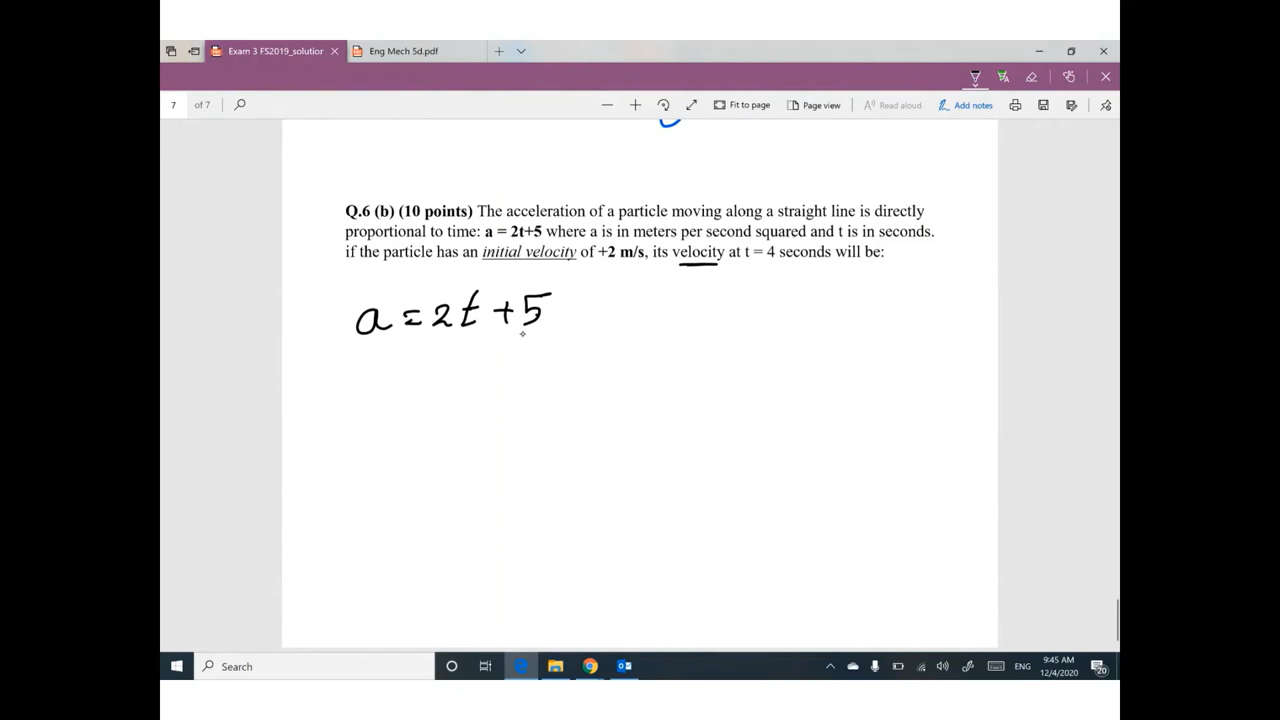 Exam 3 FS2019_solutior
Eng Mech 5d.pdf
7 of 7
Fit to page
Page view
Read aloud
Add notes
Q.6 (b) (10 points) The acceleration of a particle moving along a straight line is directly
proportional to time: a = 2t+5 where a is in meters per second squared and t is in seconds.
if the particle has an initial velocity of +2 m/s, its velocity at t = 4 seconds will be:
a = 2t + 5
Search
ENG
9:45 AM
12/4/2020
20